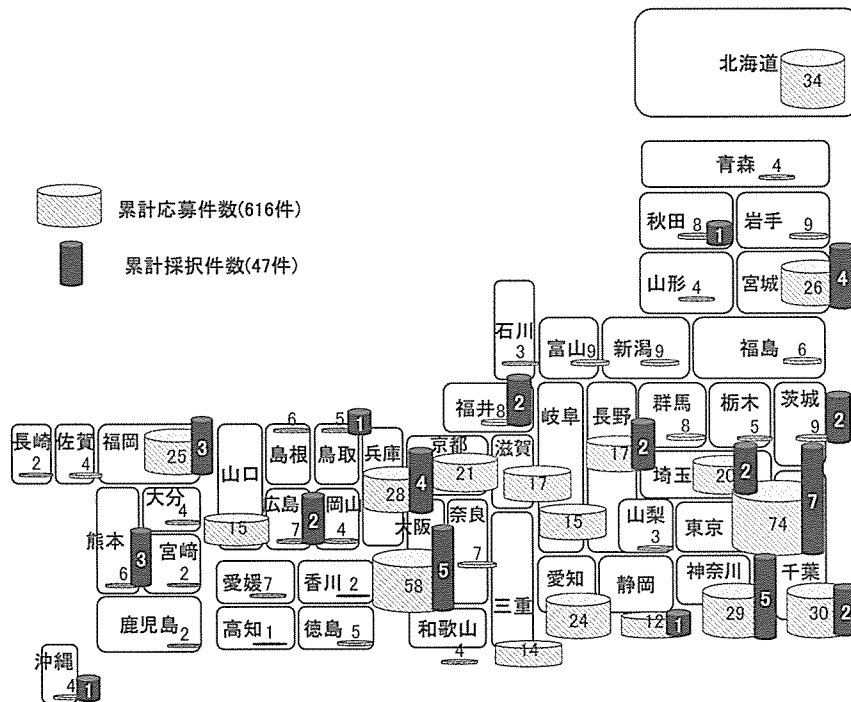 北海道
34
青森 4
累計応募件数(616件)
累計採択件数(47件)
秋田 8 1
岩手 9
山形 4
宮城 26 4
石川 3
富山 9
新潟 9
福島 6
福井 8 2
岐阜 15
長野 17 2
群馬 8
栃木 5
茨城 9 2
長崎 2
佐賀 4
福岡 25 3
山口 15
島根 6
鳥取 5 1
兵庫 28 4
京都 21
滋賀 17
埼玉 20 2
大分 4
熊本 6 3
宮崎 2
広島 7 2
岡山 4
大阪 58 5
奈良 7
山梨 3
東京 74 7
愛媛 7
香川 2
三重 14
愛知 24
静岡 12 1
神奈川 29 5
千葉 30 2
鹿児島 2
高知 1
徳島 5
和歌山 4
沖縄 4 1